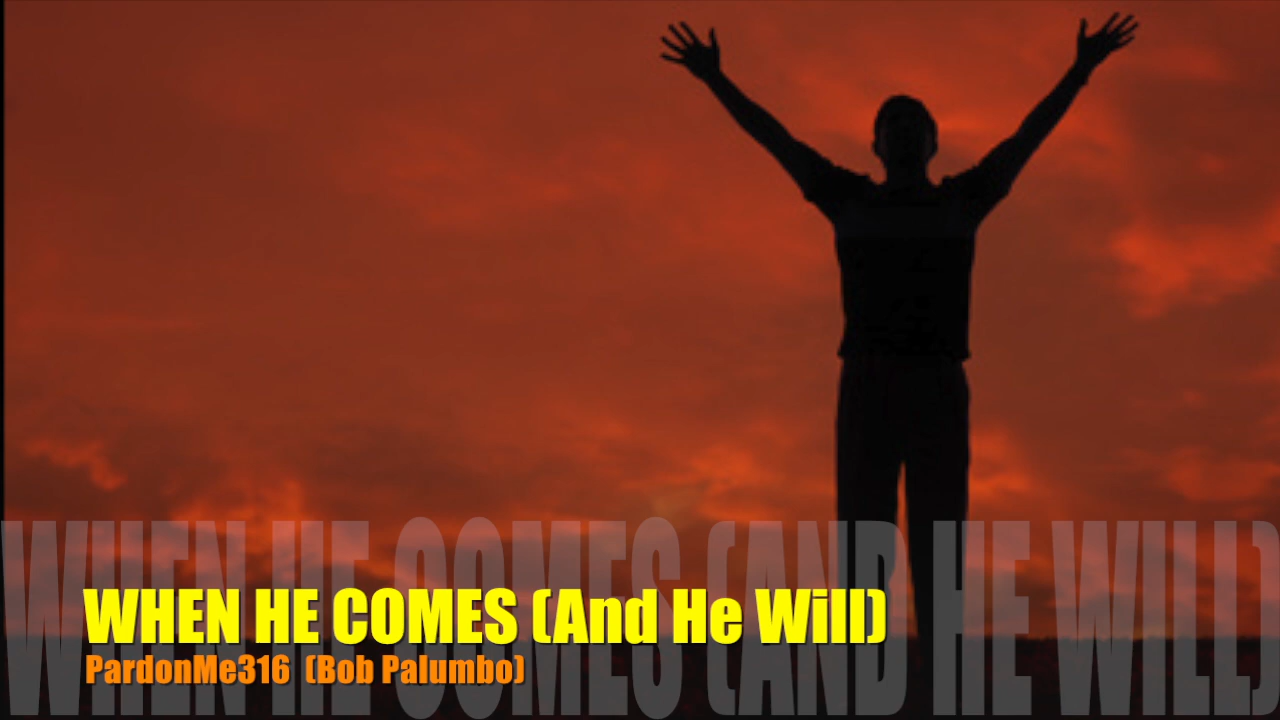 WHEN HE COMES (AND HE WILL)
WHEN HE COMES (And He Will)
PardonMe316 (Bob Palumbo)